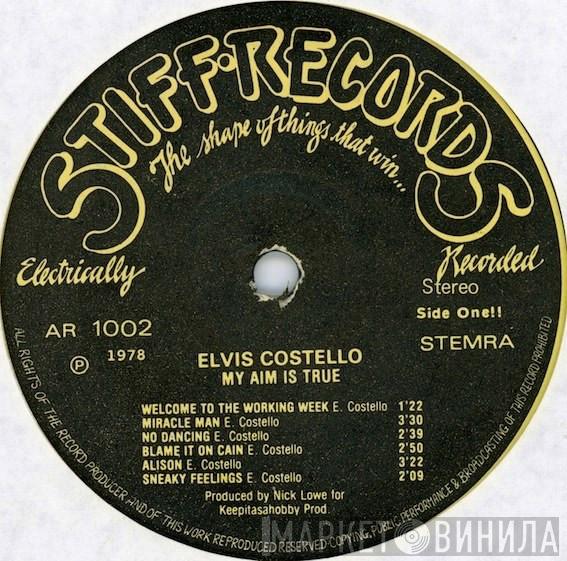 STIFF·RECORDS
The shape of things that win...
Electrically
Recorded
Stereo
Side One!!
AR 1002
STEMRA
Ⓟ 1978
ELVIS COSTELLO
MY AIM IS TRUE
WELCOME TO THE WORKING WEEK E. Costello 1'22
MIRACLE MAN E. Costello 3'30
NO DANCING E. Costello 2'39
BLAME IT ON CAIN E. Costello 2'50
ALISON E. Costello 3'22
SNEAKY FEELINGS E. Costello 2'09
Produced by Nick Lowe for
Keepitasahobby Prod.
ALL RIGHTS OF THE RECORD PRODUCER AND OF THIS WORK REPRODUCED RESERVED COPYING, PUBLIC PERFORMANCE & BROADCASTING OF THIS RECORD PROHIBITED
МАРКЕТ ВИНИЛА